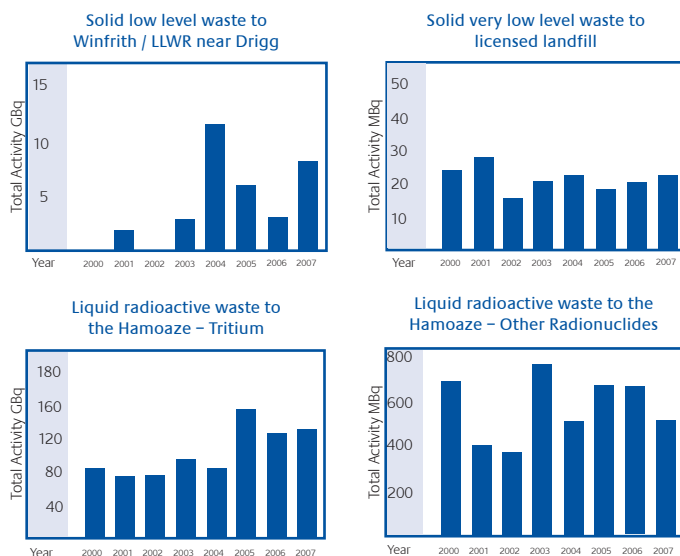 Solid low level waste to
Winfrith / LLWR near Drigg
Total Activity GBq
15
10
5
Year 2000 2001 2002 2003 2004 2005 2006 2007
Solid very low level waste to
licensed landfill
Total Activity MBq
50
40
30
20
10
Year 2000 2001 2002 2003 2004 2005 2006 2007
Liquid radioactive waste to
the Hamoaze – Tritium
Total Activity GBq
180
160
120
80
40
Year 2000 2001 2002 2003 2004 2005 2006 2007
Liquid radioactive waste to the
Hamoaze – Other Radionuclides
Total Activity MBq
800
600
400
200
Year 2000 2001 2002 2003 2004 2005 2006 2007